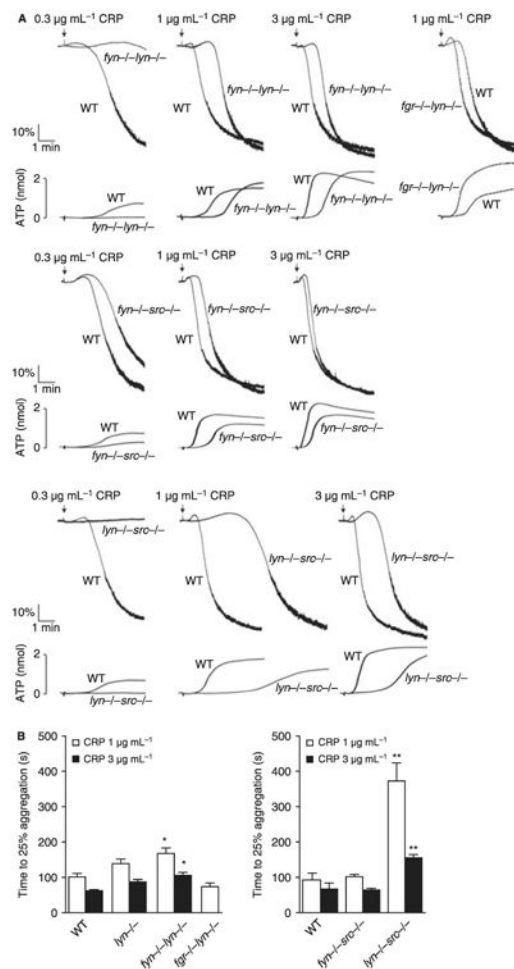 A
0.3 µg mL⁻¹ CRP 1 µg mL⁻¹ CRP 3 µg mL⁻¹ CRP 1 µg mL⁻¹ CRP
fyn–/–lyn–/–
WT
fyn–/–lyn–/–
WT
fyn–/–lyn–/–
WT
WT
fgr–/–lyn–/–
10%
1 min
ATP (nmol)
2
0
WT
fyn–/–lyn–/–
WT
fyn–/–lyn–/–
WT
fyn–/–lyn–/–
fgr–/–lyn–/–
WT
0.3 µg mL⁻¹ CRP 1 µg mL⁻¹ CRP 3 µg mL⁻¹ CRP
WT
fyn–/–src–/–
WT
fyn–/–src–/–
WT
fyn–/–src–/–
10%
1 min
ATP (nmol)
2
0
WT
fyn–/–src–/–
WT
fyn–/–src–/–
WT
fyn–/–src–/–
0.3 µg mL⁻¹ CRP 1 µg mL⁻¹ CRP 3 µg mL⁻¹ CRP
lyn–/–src–/–
WT
WT
lyn–/–src–/–
WT
lyn–/–src–/–
10%
1 min
ATP (nmol)
2
0
WT
lyn–/–src–/–
WT
lyn–/–src–/–
WT
lyn–/–src–/–
B
Time to 25% aggregation (s)
500
400
300
200
100
0
CRP 1 µg mL⁻¹
CRP 3 µg mL⁻¹
*
*
WT
lyn–/–
fyn–/–lyn–/–
fgr–/–lyn–/–
Time to 25% aggregation (s)
500
400
300
200
100
0
CRP 1 µg mL⁻¹
CRP 3 µg mL⁻¹
**
**
WT
fyn–/–src–/–
lyn–/–src–/–